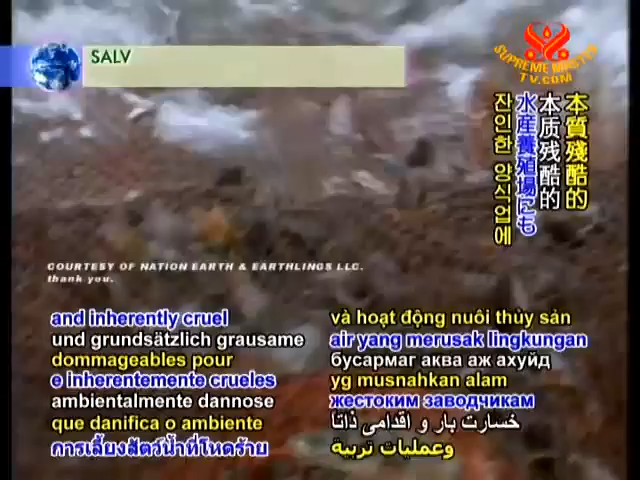 SALV
SUPREME MASTER
TV.COM
本質殘酷的
本质残酷的
水産養殖場にも
잔인한 양식업에
COURTESY OF NATION EARTH & EARTHLINGS LLC.
thank you.
and inherently cruel
und grundsätzlich grausame
dommageables pour
e inherentemente crueles
ambientalmente dannose
que danifica o ambiente
การเลี้ยงสัตว์น้ำที่โหดร้าย
và hoạt động nuôi thủy sản
air yang merusak lingkungan
бусармаг аква аж ахуйд
yg musnahkan alam
жестоким заводчикам
خسارت بار و اقدامی ذاتا
وعمليات تربية